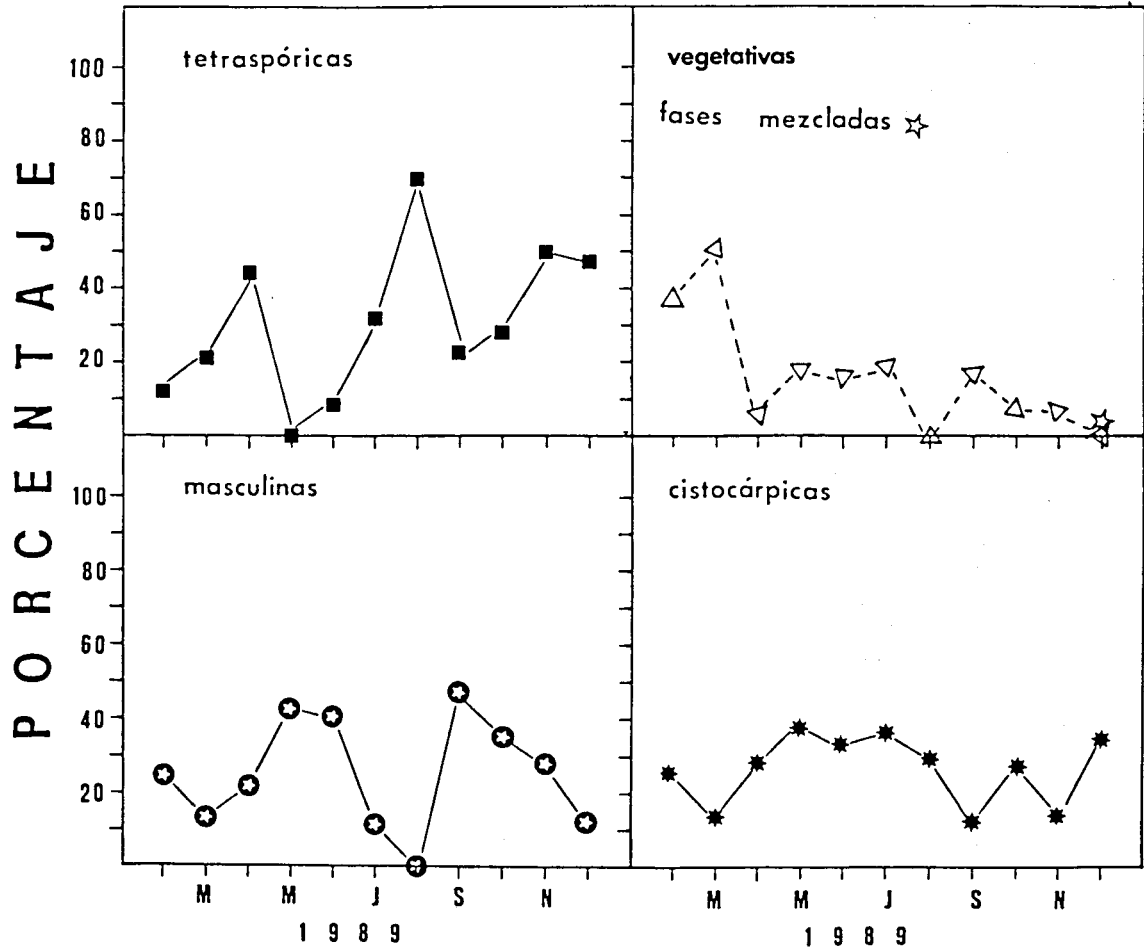 PORCENTAJE
tetraspóricas
100
80
60
40
20
vegetativas
fases mezcladas
masculinas
100
80
60
40
20
cistocárpicas
M M J S N
1989
M M J S N
1989